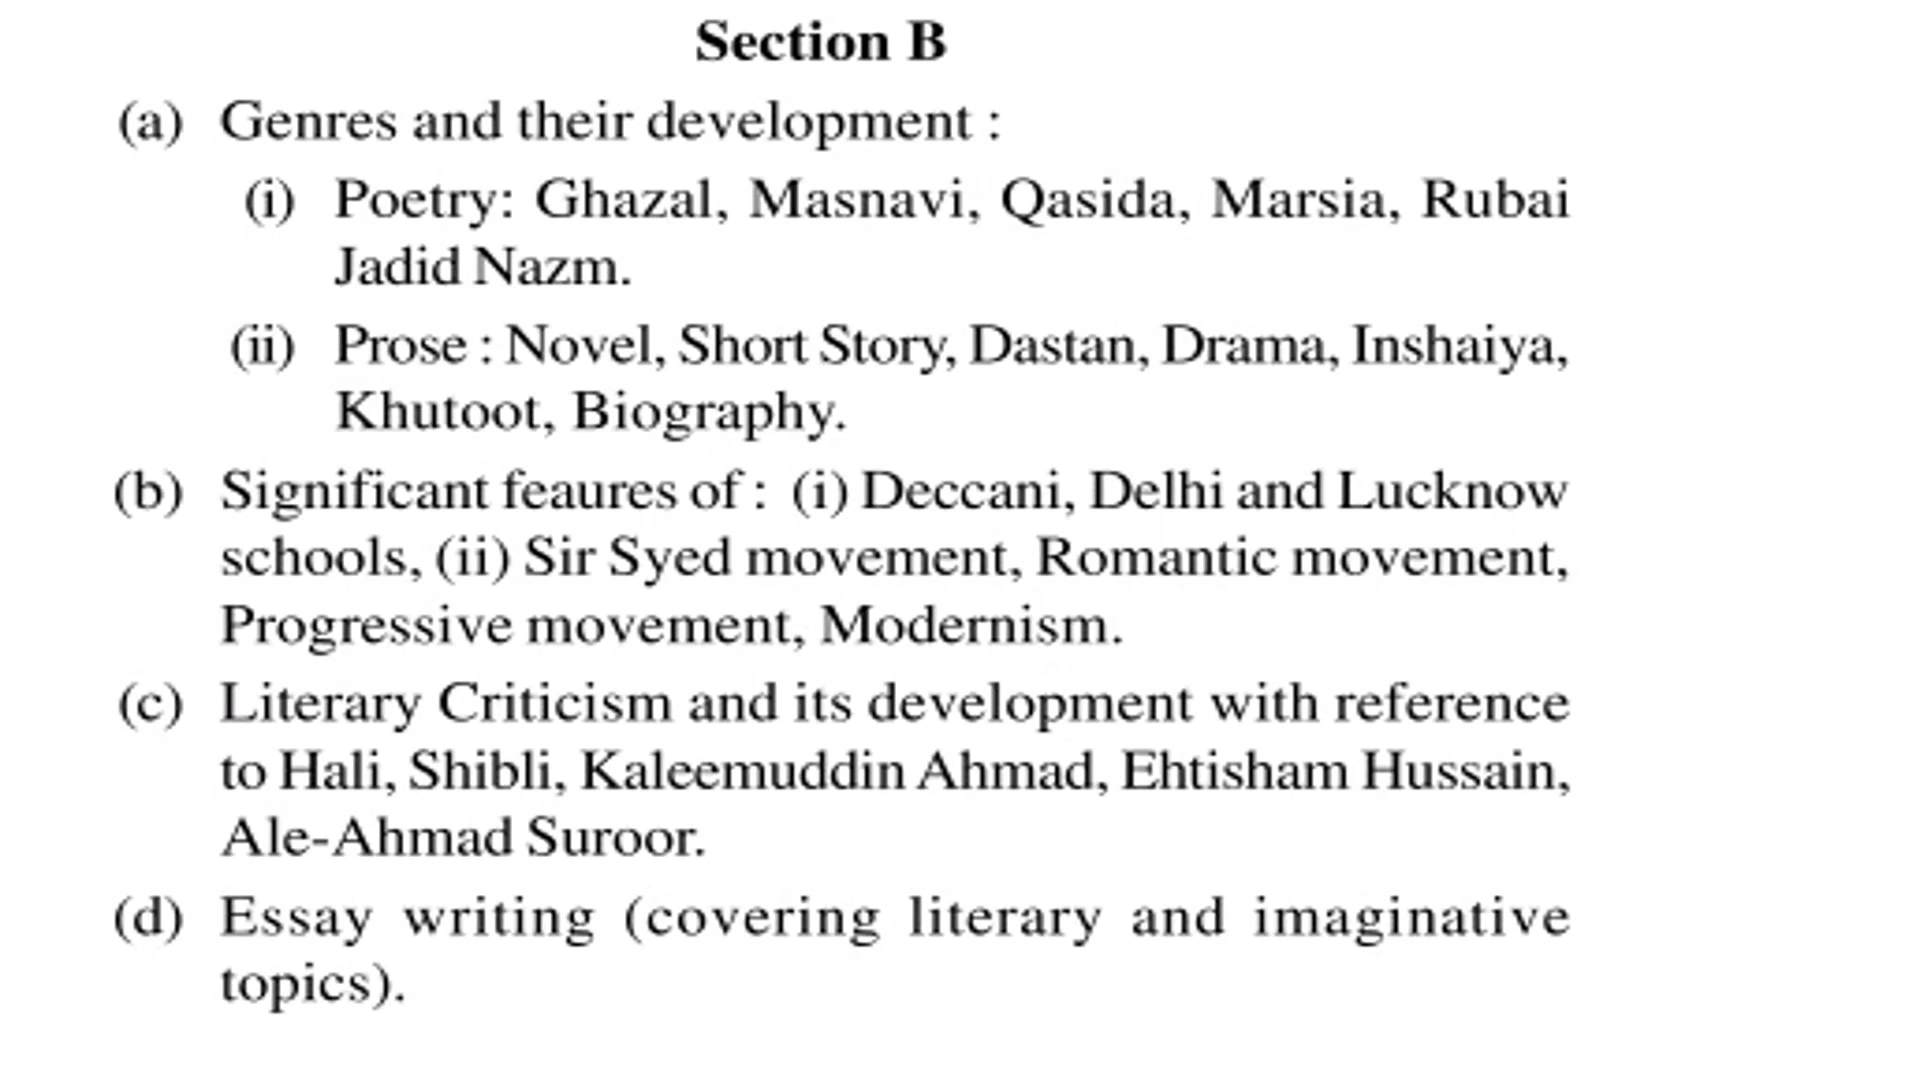 Section B
(a) Genres and their development :
(i) Poetry: Ghazal, Masnavi, Qasida, Marsia, Rubai
Jadid Nazm.
(ii) Prose : Novel, Short Story, Dastan, Drama, Inshaiya,
Khutoot, Biography.
(b) Significant feaures of : (i) Deccani, Delhi and Lucknow
schools, (ii) Sir Syed movement, Romantic movement,
Progressive movement, Modernism.
(c) Literary Criticism and its development with reference
to Hali, Shibli, Kaleemuddin Ahmad, Ehtisham Hussain,
Ale-Ahmad Suroor.
(d) Essay writing (covering literary and imaginative
topics).